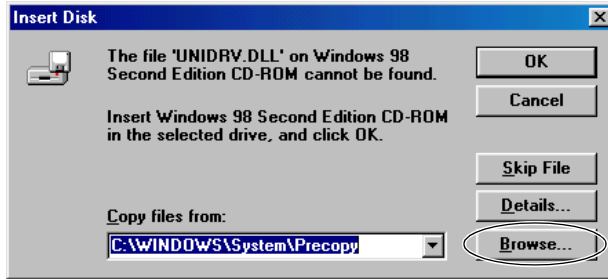 Insert Disk
The file 'UNIDRV.DLL' on Windows 98
Second Edition CD-ROM cannot be found.
Insert Windows 98 Second Edition CD-ROM
in the selected drive, and click OK.
Copy files from:
C:\WINDOWS\System\Precopy
OK
Cancel
Skip File
Details...
Browse...